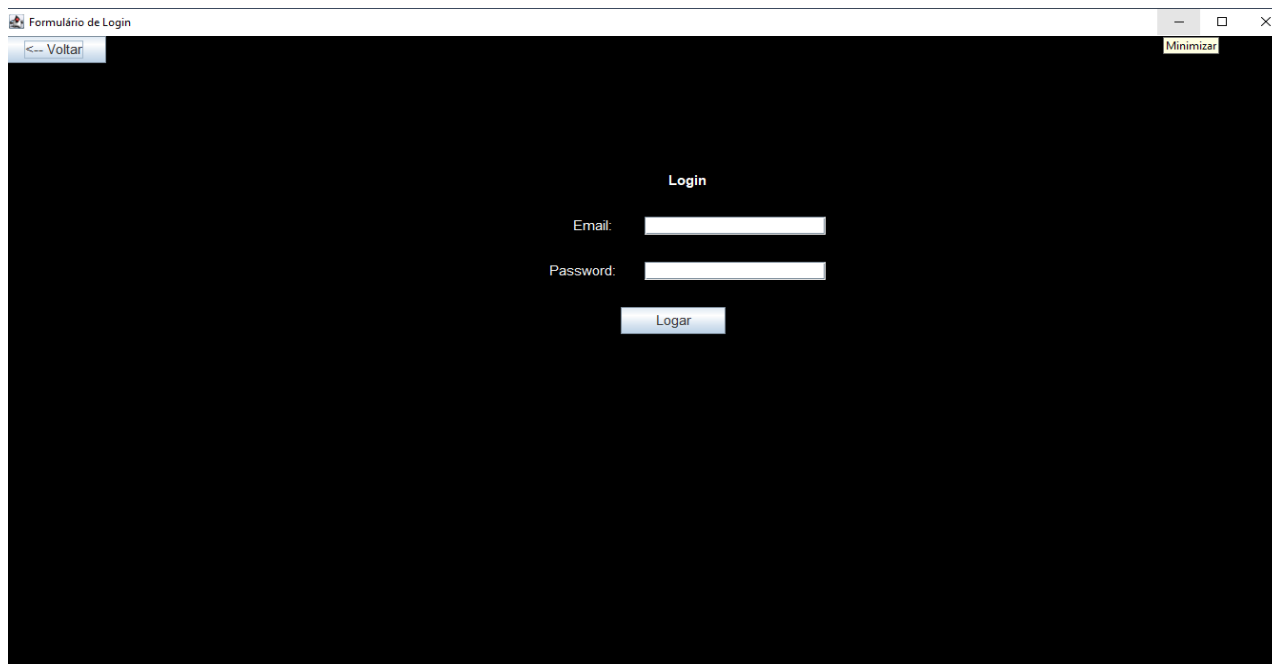 Formulário de Login
<-- Voltar
Minimizar
Login
Email:
Password:
Logar